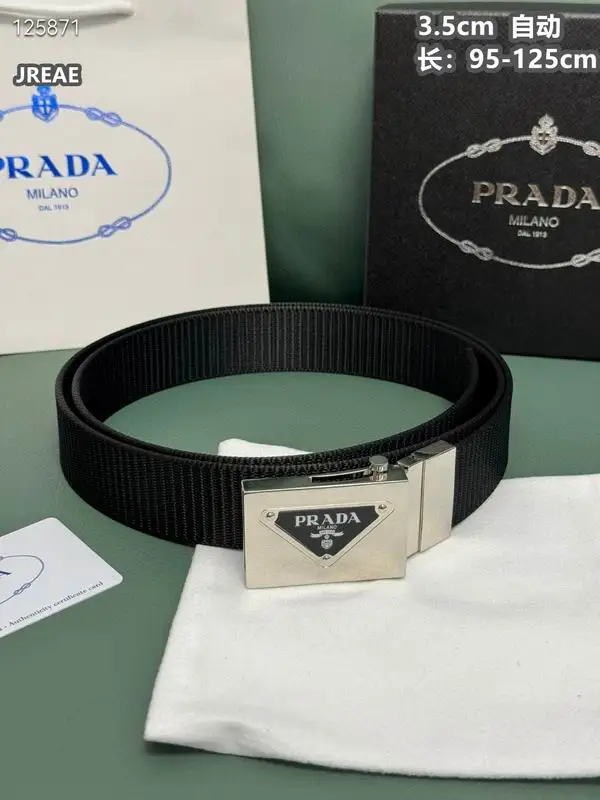 125871
JREAE
3.5cm 自动
长：95-125cm
PRADA
MILANO
DAL 1913
PRADA
MILANO
DAL 1913
PRADA
MILANO
- Authenticity certificate card